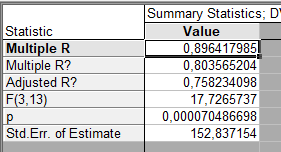 Summary Statistics; D
Statistic Value
Multiple R 0,896417985
Multiple R? 0,803565204
Adjusted R? 0,758234098
F(3,13) 17,7265737
p 0,000070486698
Std.Err. of Estimate 152,837154